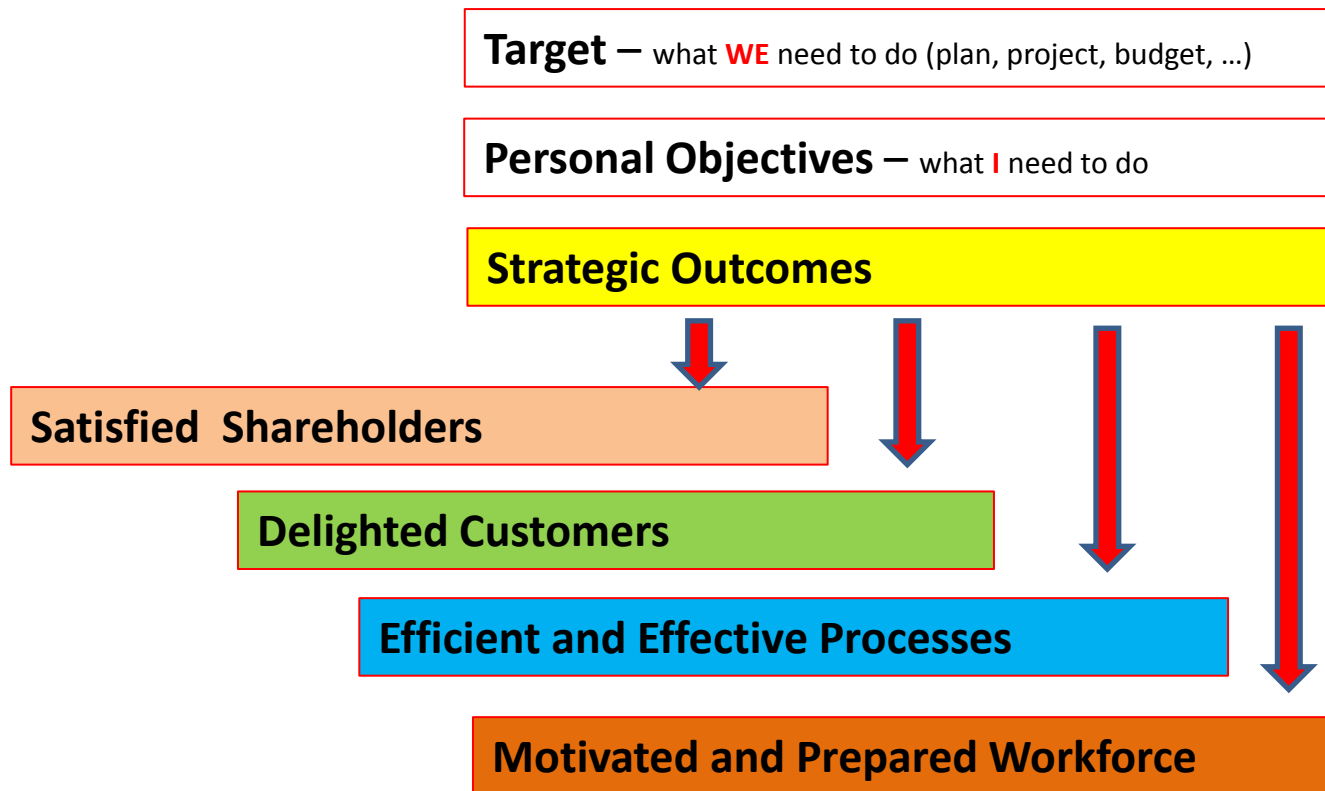 Target – what WE need to do (plan, project, budget, …)
Personal Objectives – what I need to do
Strategic Outcomes
Satisfied  Shareholders
Delighted Customers
Efficient and Effective Processes
Motivated and Prepared Workforce